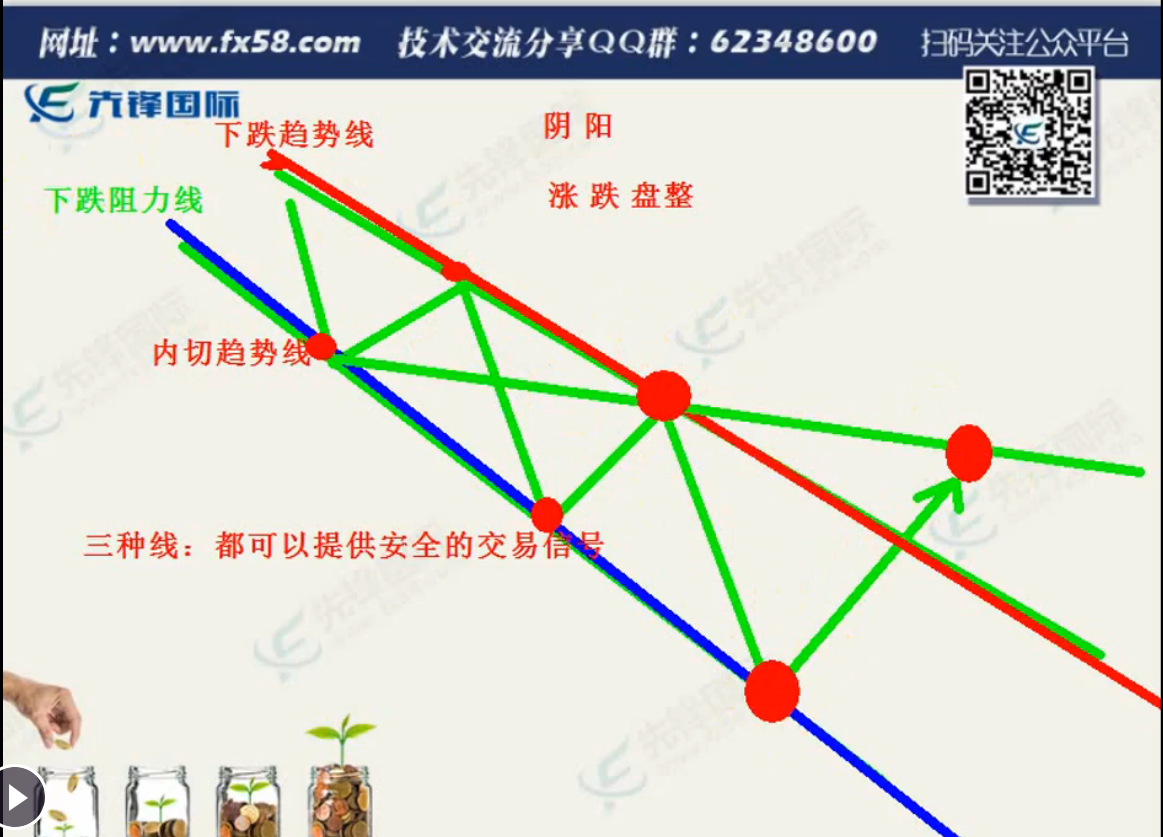 网址：www.fx58.com 技术交流分享QQ群：62348600 扫码关注公众平台
先锋国际
下跌趋势线
阴 阳
下跌阻力线
涨 跌 盘整
内切趋势线
三种线：都可以提供安全的交易信号